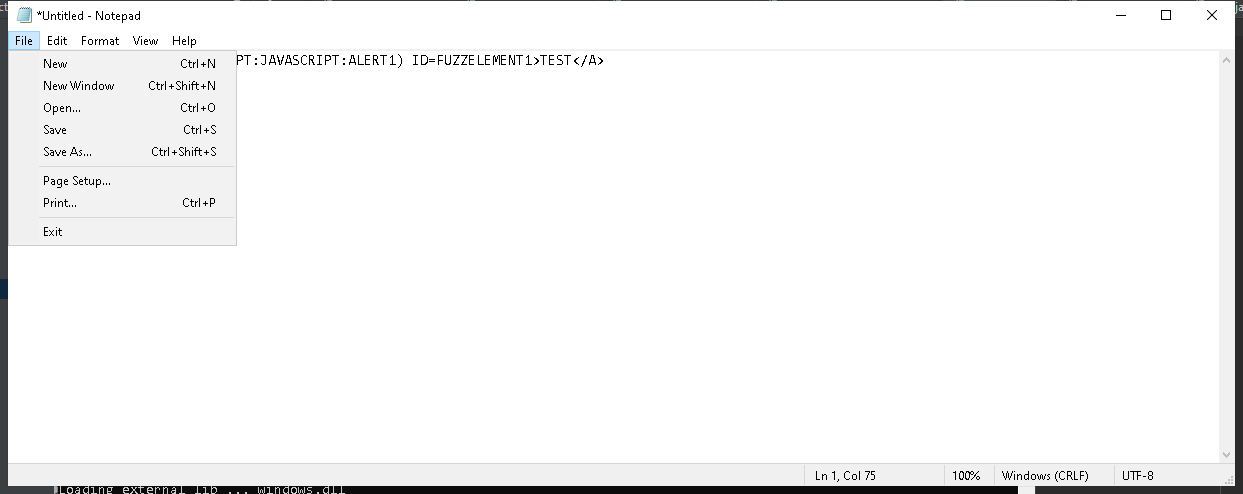 *Untitled - Notepad
File Edit Format View Help
PT:JAVASCRIPT:ALERT1) ID=FUZZELEMENT1>TEST</A>
New Ctrl+N
New Window Ctrl+Shift+N
Open... Ctrl+O
Save Ctrl+S
Save As... Ctrl+Shift+S
Page Setup...
Print... Ctrl+P
Exit
Ln 1, Col 75 100% Windows (CRLF) UTF-8
Loading external lib ... windows.dll